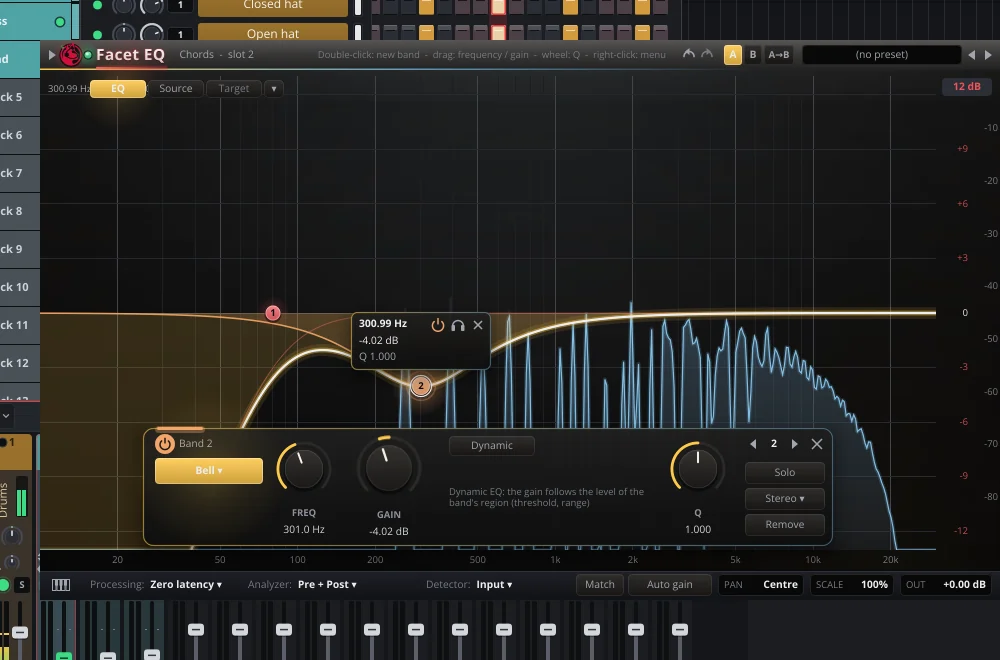 1 Closed hat
1 Open hat
ss
Facet EQ Chords - slot 2 Double-click: new band - drag: frequency / gain - wheel: Q - right-click: menu A B A→B (no preset)
nd
300.99 Hz EQ Source Target ▾ 12 dB
ck 5
ck 6
ck 7
ck 8
ck 9
ck 10
ck 11
ck 12
ck 13
+9
+6
+3
0
-3
-6
-9
-12
-10
-20
-30
-40
-50
-60
-70
-80
1
300.99 Hz
-4.02 dB
Q 1.000
2
Band 2 Dynamic 2
Bell ▾
Solo
Dynamic EQ: the gain follows the level of the
band's region (threshold, range)
Stereo ▾
FREQ GAIN Q
301.0 Hz -4.02 dB 1.000
Remove
20 50 100 200 500 1k 2k 5k 10k 20k
1
Drums
S
Processing: Zero latency ▾ Analyzer: Pre + Post ▾ Detector: Input ▾ Match Auto gain PAN Centre SCALE 100% OUT +0.00 dB